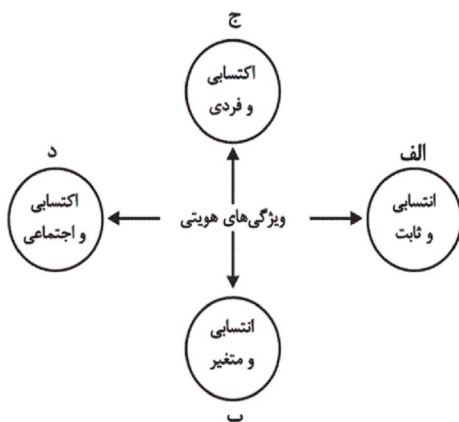 ج
اکتسابی
و فردی
الف
انتسابی
و ثابت
ویژگی‌های هویتی
د
اکتسابی
و اجتماعی
انتسابی
و متغیر
ب